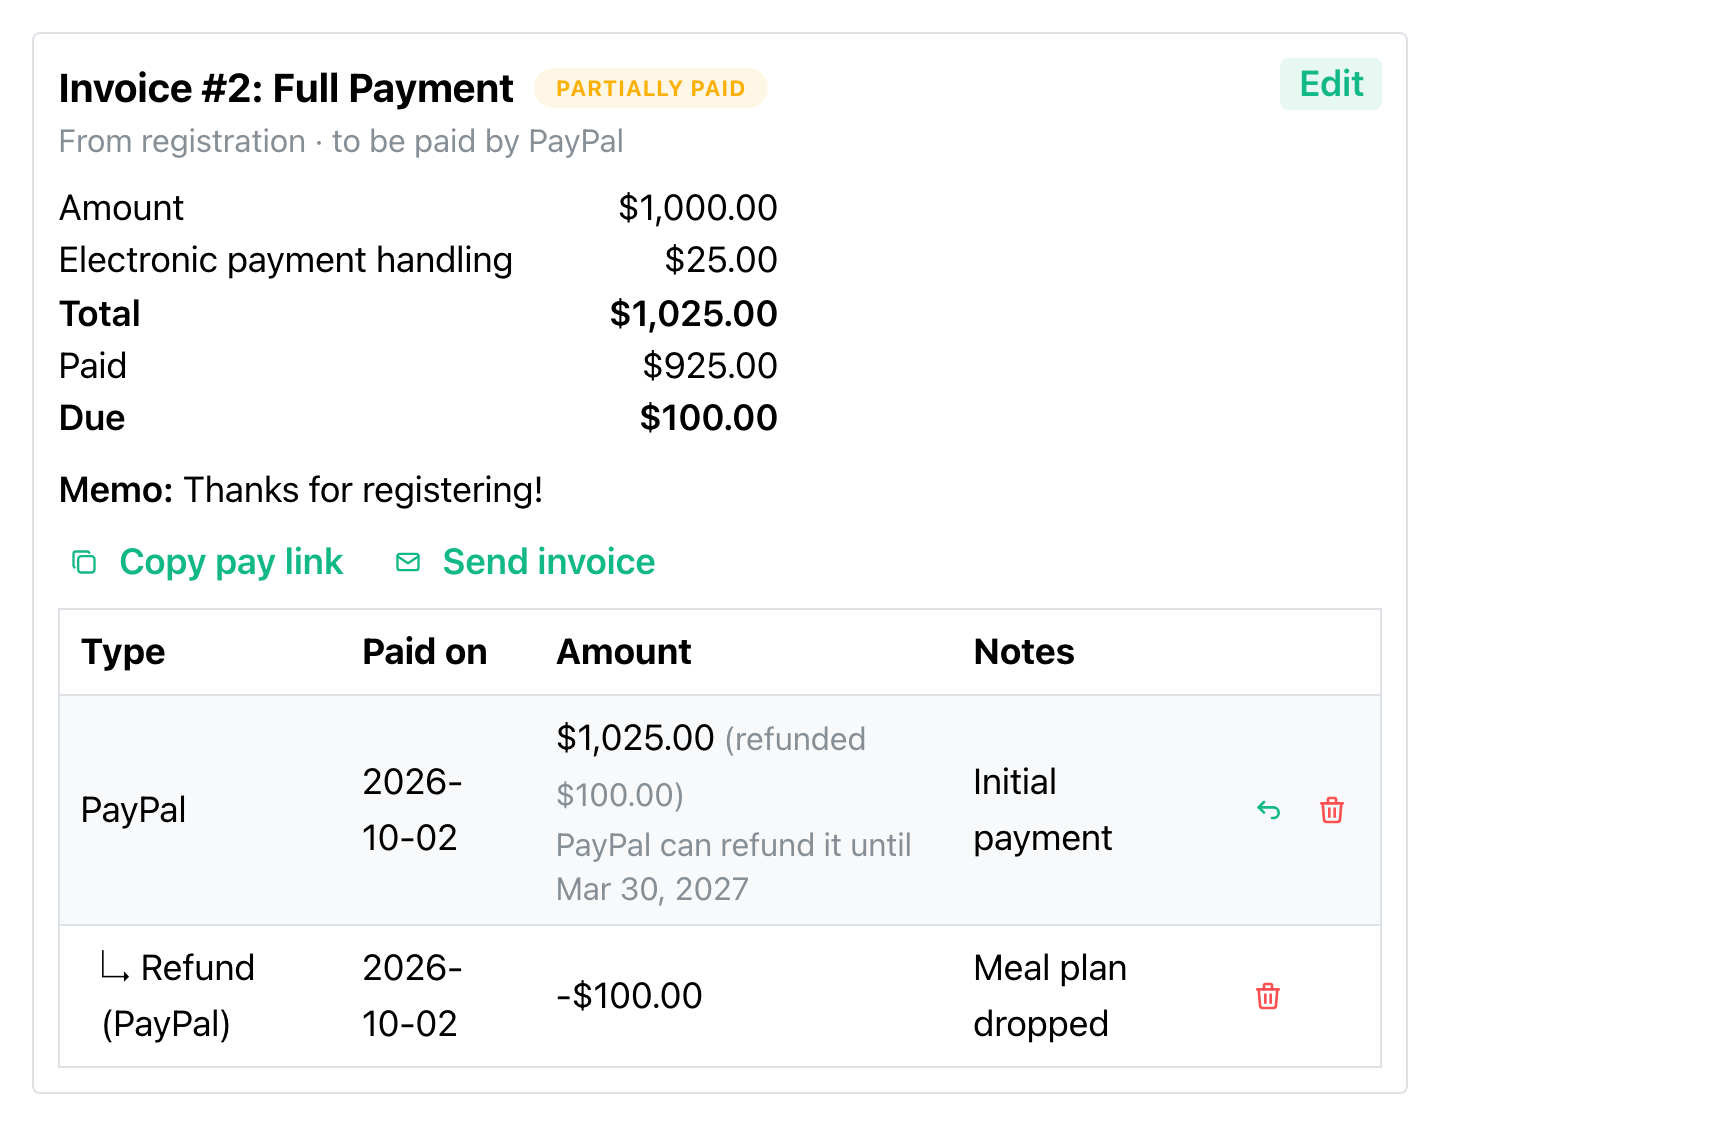 Invoice #2: Full Payment PARTIALLY PAID Edit
From registration · to be paid by PayPal
Amount $1,000.00
Electronic payment handling $25.00
Total $1,025.00
Paid $925.00
Due $100.00
Memo: Thanks for registering!
Copy pay link Send invoice
Type Paid on Amount Notes
PayPal
2026-
10-02
$1,025.00 (refunded
$100.00)
PayPal can refund it until
Mar 30, 2027
Initial
payment
Refund
(PayPal)
2026-
10-02
-$100.00
Meal plan
dropped